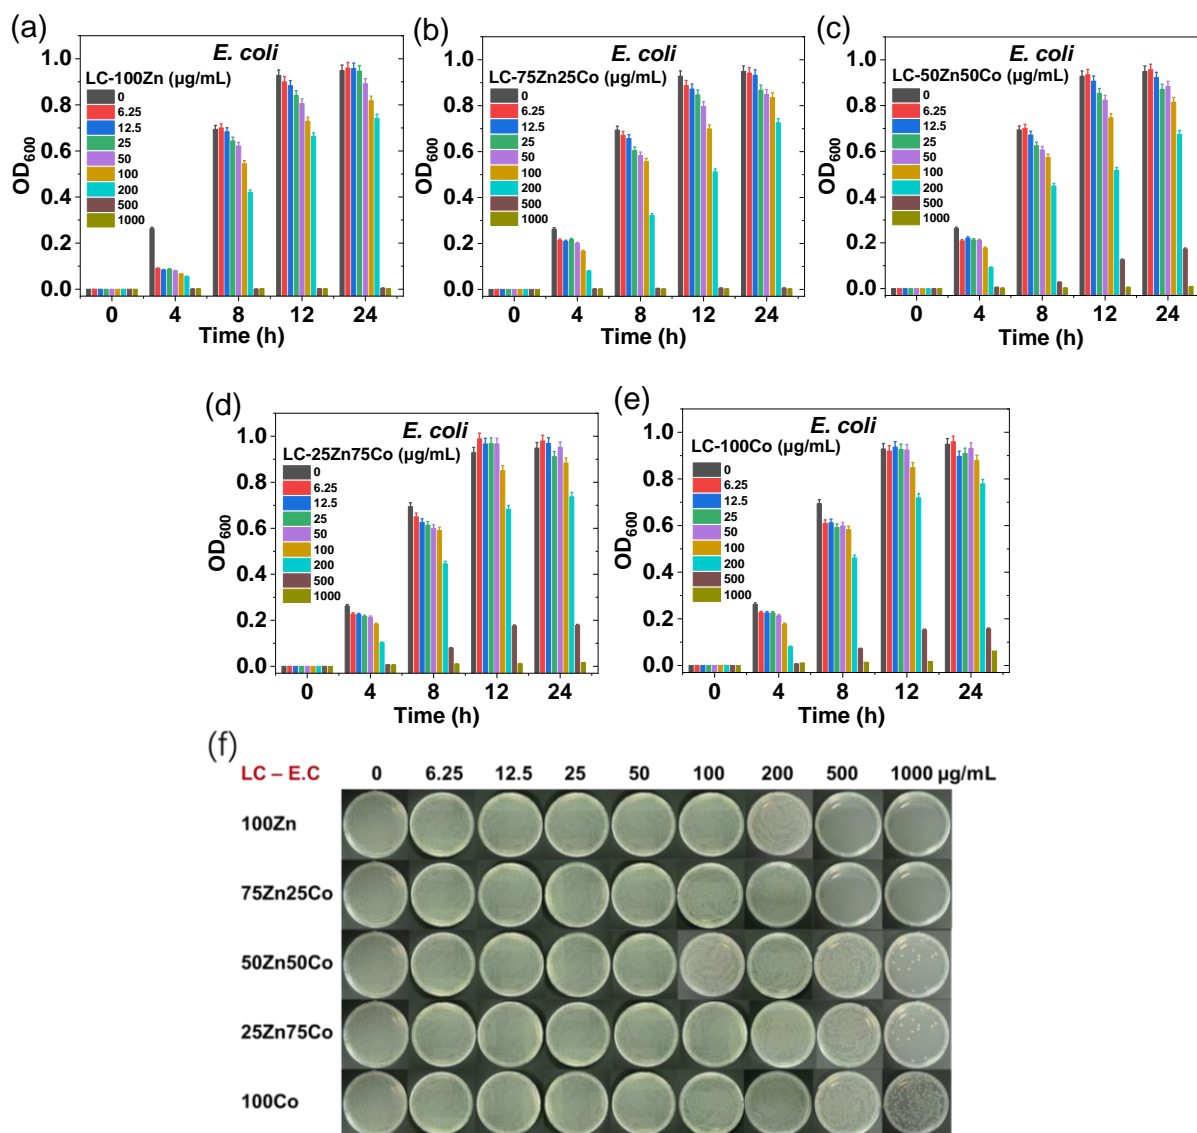 (a)
E. coli
LC-100Zn (μg/mL)
0
6.25
12.5
25
50
100
200
500
1000
OD600
1.0
0.8
0.6
0.4
0.2
0.0
0 4 8 12 24
Time (h)
(b)
E. coli
LC-75Zn25Co (μg/mL)
0
6.25
12.5
25
50
100
200
500
1000
OD600
1.0
0.8
0.6
0.4
0.2
0.0
0 4 8 12 24
Time (h)
(c)
E. coli
LC-50Zn50Co (μg/mL)
0
6.25
12.5
25
50
100
200
500
1000
OD600
1.0
0.8
0.6
0.4
0.2
0.0
0 4 8 12 24
Time (h)
(d)
E. coli
LC-25Zn75Co (μg/mL)
0
6.25
12.5
25
50
100
200
500
1000
OD600
1.0
0.8
0.6
0.4
0.2
0.0
0 4 8 12 24
Time (h)
(e)
E. coli
LC-100Co (μg/mL)
0
6.25
12.5
25
50
100
200
500
1000
OD600
1.0
0.8
0.6
0.4
0.2
0.0
0 4 8 12 24
Time (h)
(f)
LC – E.C 0 6.25 12.5 25 50 100 200 500 1000 μg/mL
100Zn
75Zn25Co
50Zn50Co
25Zn75Co
100Co